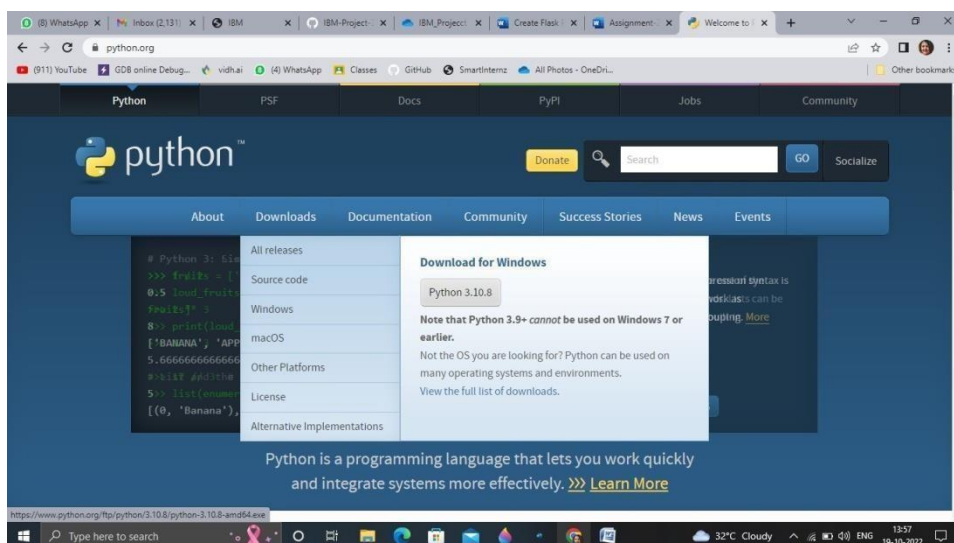 (8) WhatsApp
Inbox (2,131)
IBM
IBM-Project-
IBM_Project
Create Flask
Assignment-
Welcome to
python.org
(911) YouTube
GDB online Debug...
vidh.ai
(4) WhatsApp
Classes
GitHub
SmartInternz
All Photos - OneDri...
Other bookmark
Python
PSF
Docs
PyPI
Jobs
Community
python™
Donate
Search
GO
Socialize
About
Downloads
Documentation
Community
Success Stories
News
Events
# Python 3: Sim
>>> print(loud_
['BANANA', 'APP
5.6666666666666
>> list(enumer
[(0, 'Banana'),
All releases
Source code
Windows
macOS
Other Platforms
License
Alternative Implementations
Download for Windows
Python 3.10.8
Note that Python 3.9+ cannot be used on Windows 7 or
earlier.
Not the OS you are looking for? Python can be used on
many operating systems and environments.
View the full list of downloads.
More
Python is a programming language that lets you work quickly
and integrate systems more effectively. >>> Learn More
https://www.python.org/ftp/python/3.10.8/python-3.10.8-amd64.exe
Type here to search
32°C Cloudy
ENG
13:57
19-10-2022